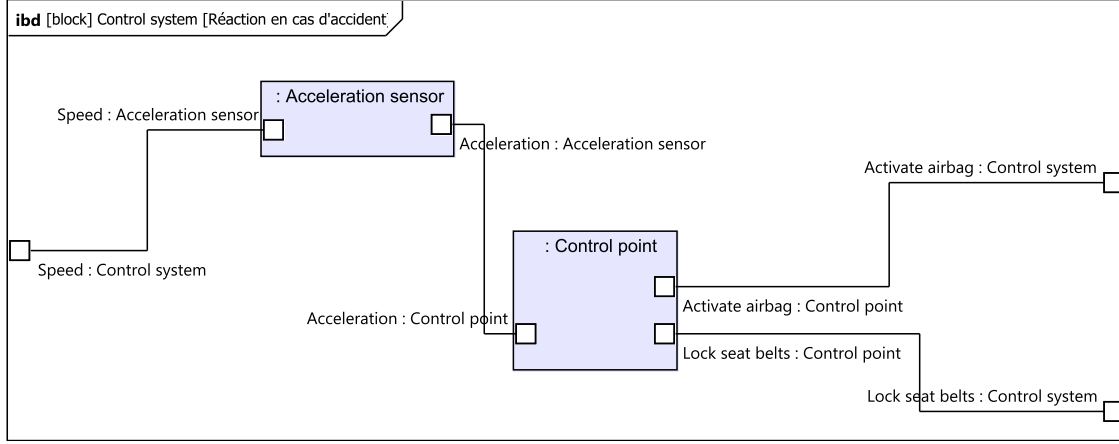 ibd [block] Control system [Réaction en cas d'accident
: Acceleration sensor
Speed : Acceleration sensor
Acceleration : Acceleration sensor
Activate airbag : Control system
: Control point
Speed : Control system
Activate airbag : Control point
Acceleration : Control point
Lock seat belts : Control point
Lock seat belts : Control system